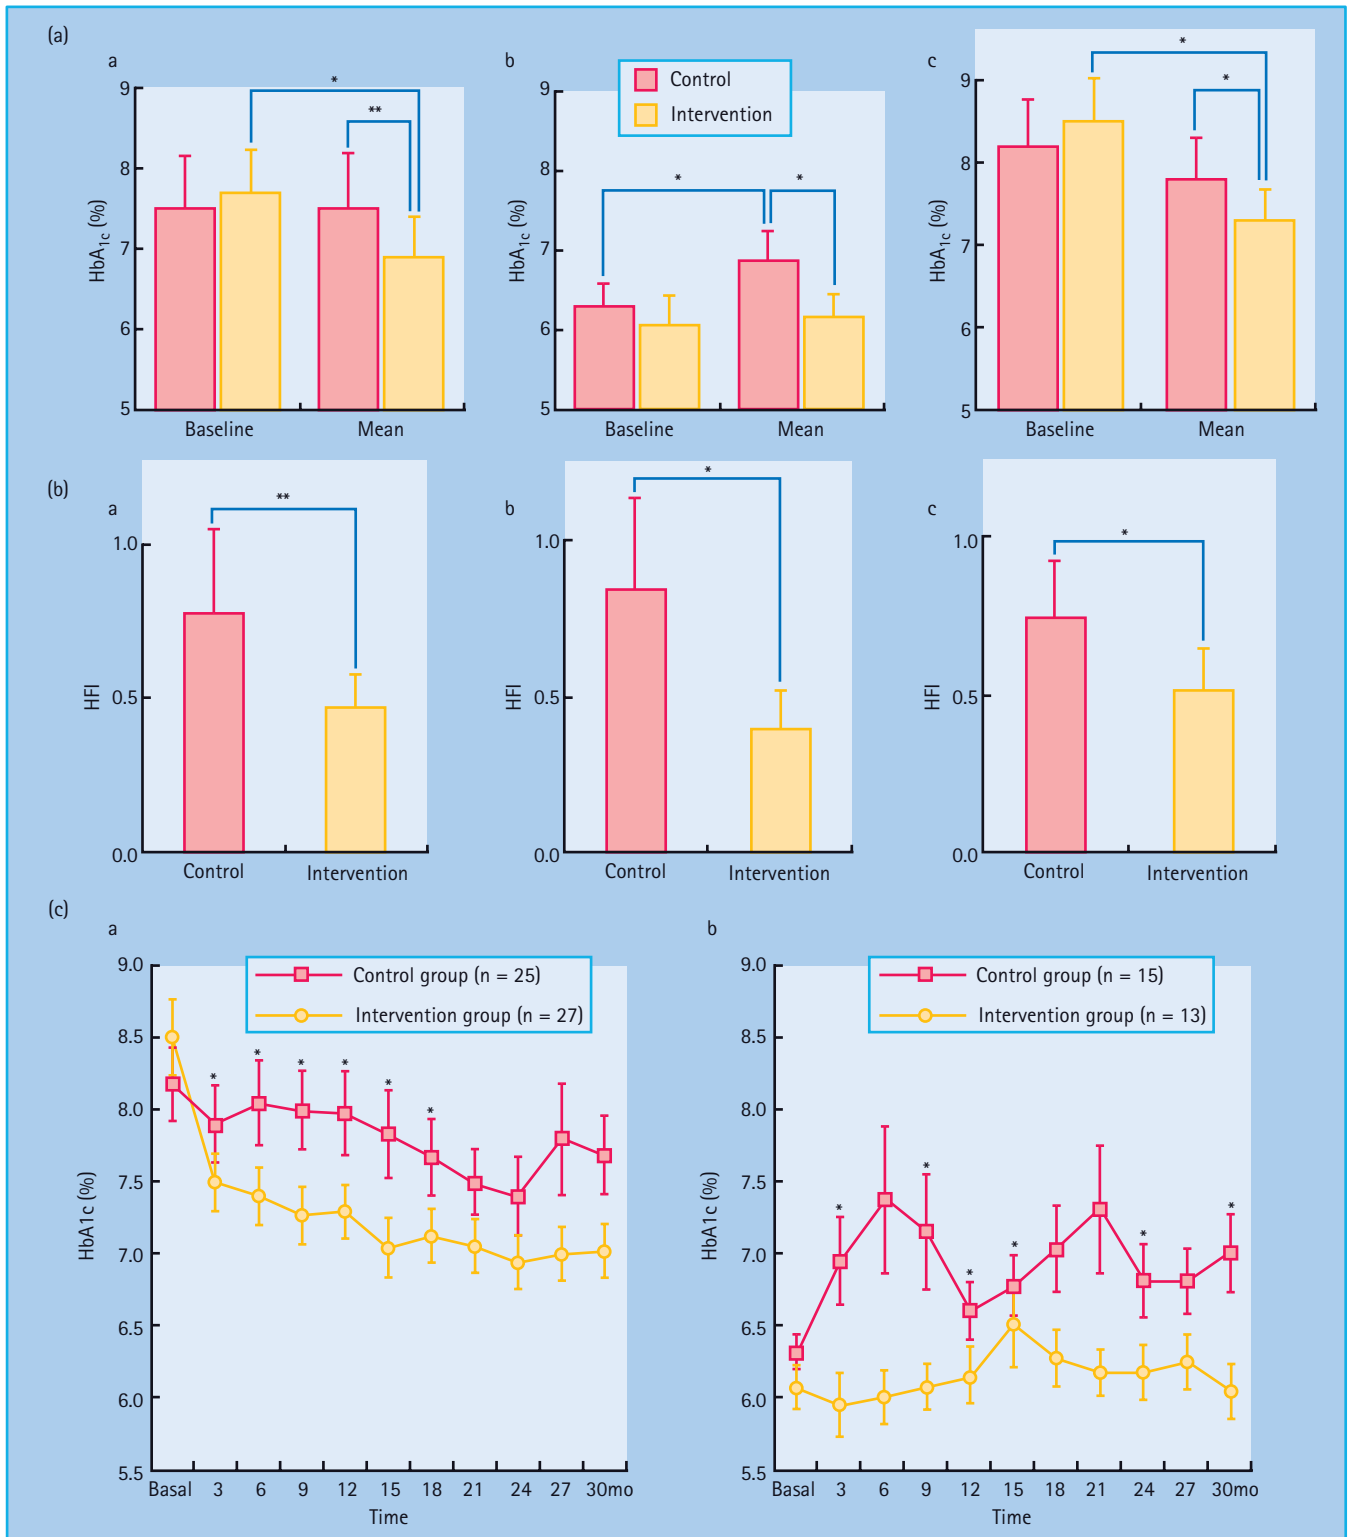 (a)
a
9
8
7
6
5
HbA1c (%)
*
**
Baseline
Mean
b
Control
Intervention
9
8
7
6
5
HbA1c (%)
*
*
Baseline
Mean
c
9
8
7
6
5
HbA1c (%)
*
*
Baseline
Mean
(b)
a
1.0
0.5
0.0
HFI
**
Control
Intervention
b
1.0
0.5
0.0
HFI
*
Control
Intervention
c
1.0
0.5
0.0
HFI
*
Control
Intervention
(c)
a
Control group (n = 25)
Intervention group (n = 27)
9.0
8.5
8.0
7.5
7.0
6.5
6.0
5.5
HbA1c (%)
* * * * * *
Basal 3 6 9 12 15 18 21 24 27 30mo
Time
b
Control group (n = 15)
Intervention group (n = 13)
9.0
8.5
8.0
7.5
7.0
6.5
6.0
5.5
HbA1c (%)
* * * * * *
Basal 3 6 9 12 15 18 21 24 27 30mo
Time